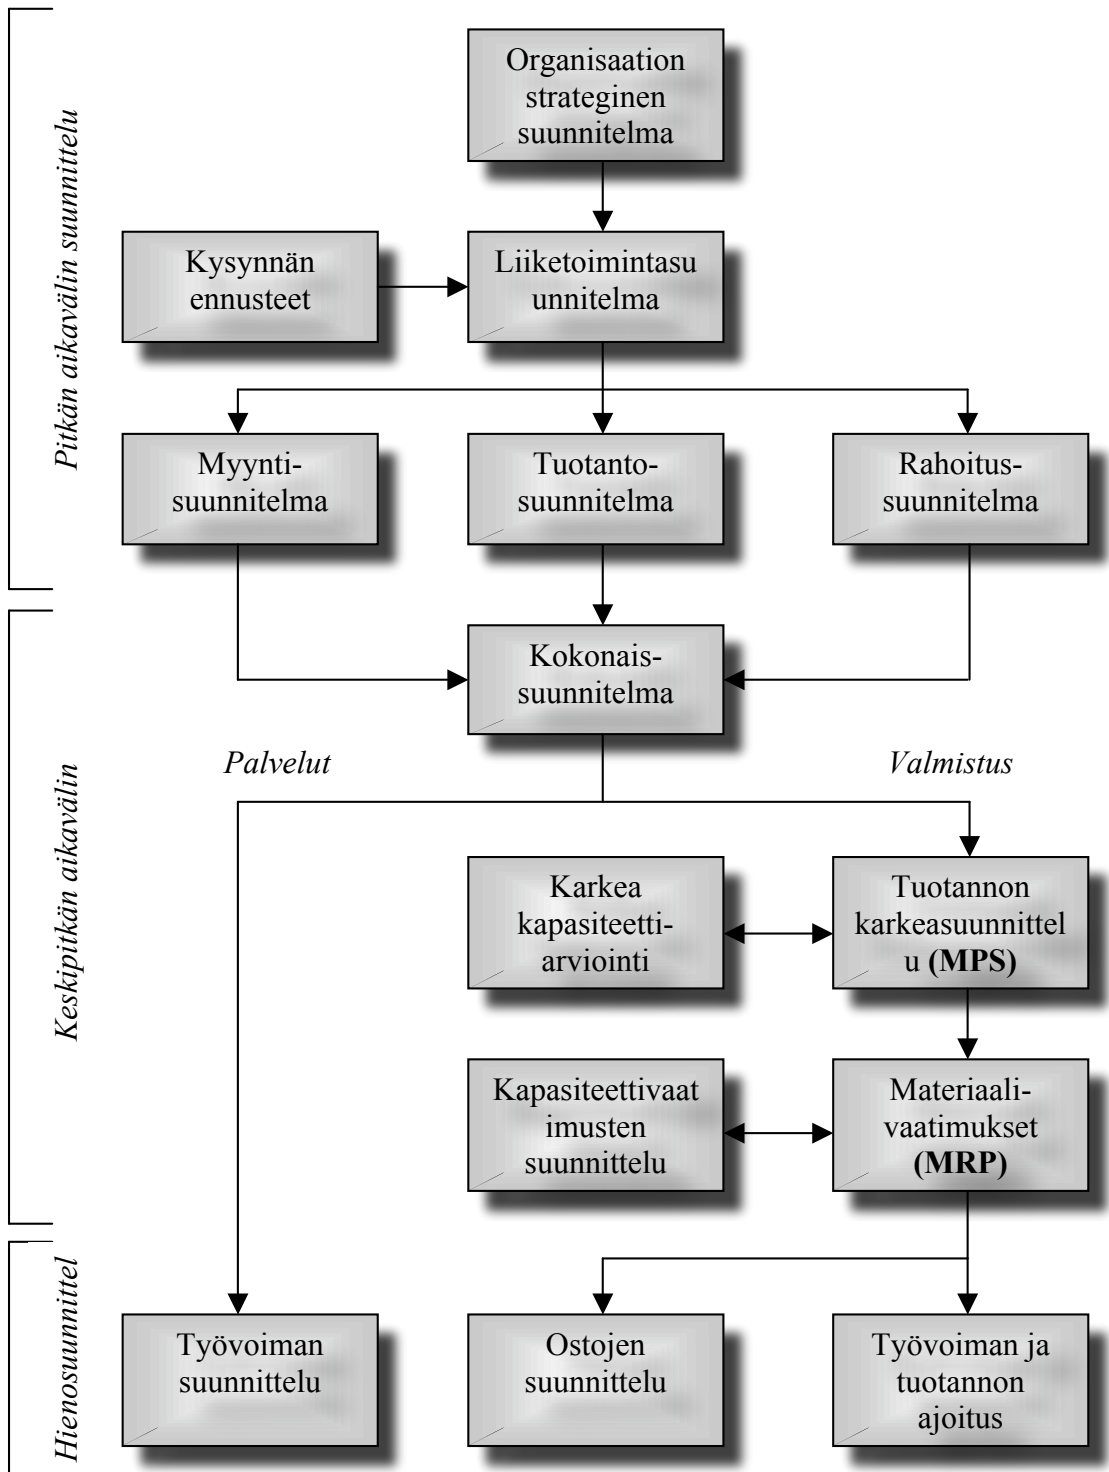 Pitkän aikavälin suunnittelu
Organisaation
strateginen
suunnitelma
Kysynnän
ennusteet
Liiketoimintasu
unnitelma
Myynti-
suunnitelma
Tuotanto-
suunnitelma
Rahoitus-
suunnitelma
Keskipitkän aikavälin
Kokonais-
suunnitelma
Palvelut
Valmistus
Karkea
kapasiteetti-
arviointi
Tuotannon
karkeasuunnittel
u (MPS)
Kapasiteettivaat
imusten
suunnittelu
Materiaali-
vaatimukset
(MRP)
Hienosuunnittel
Työvoiman
suunnittelu
Ostojen
suunnittelu
Työvoiman ja
tuotannon
ajoitus